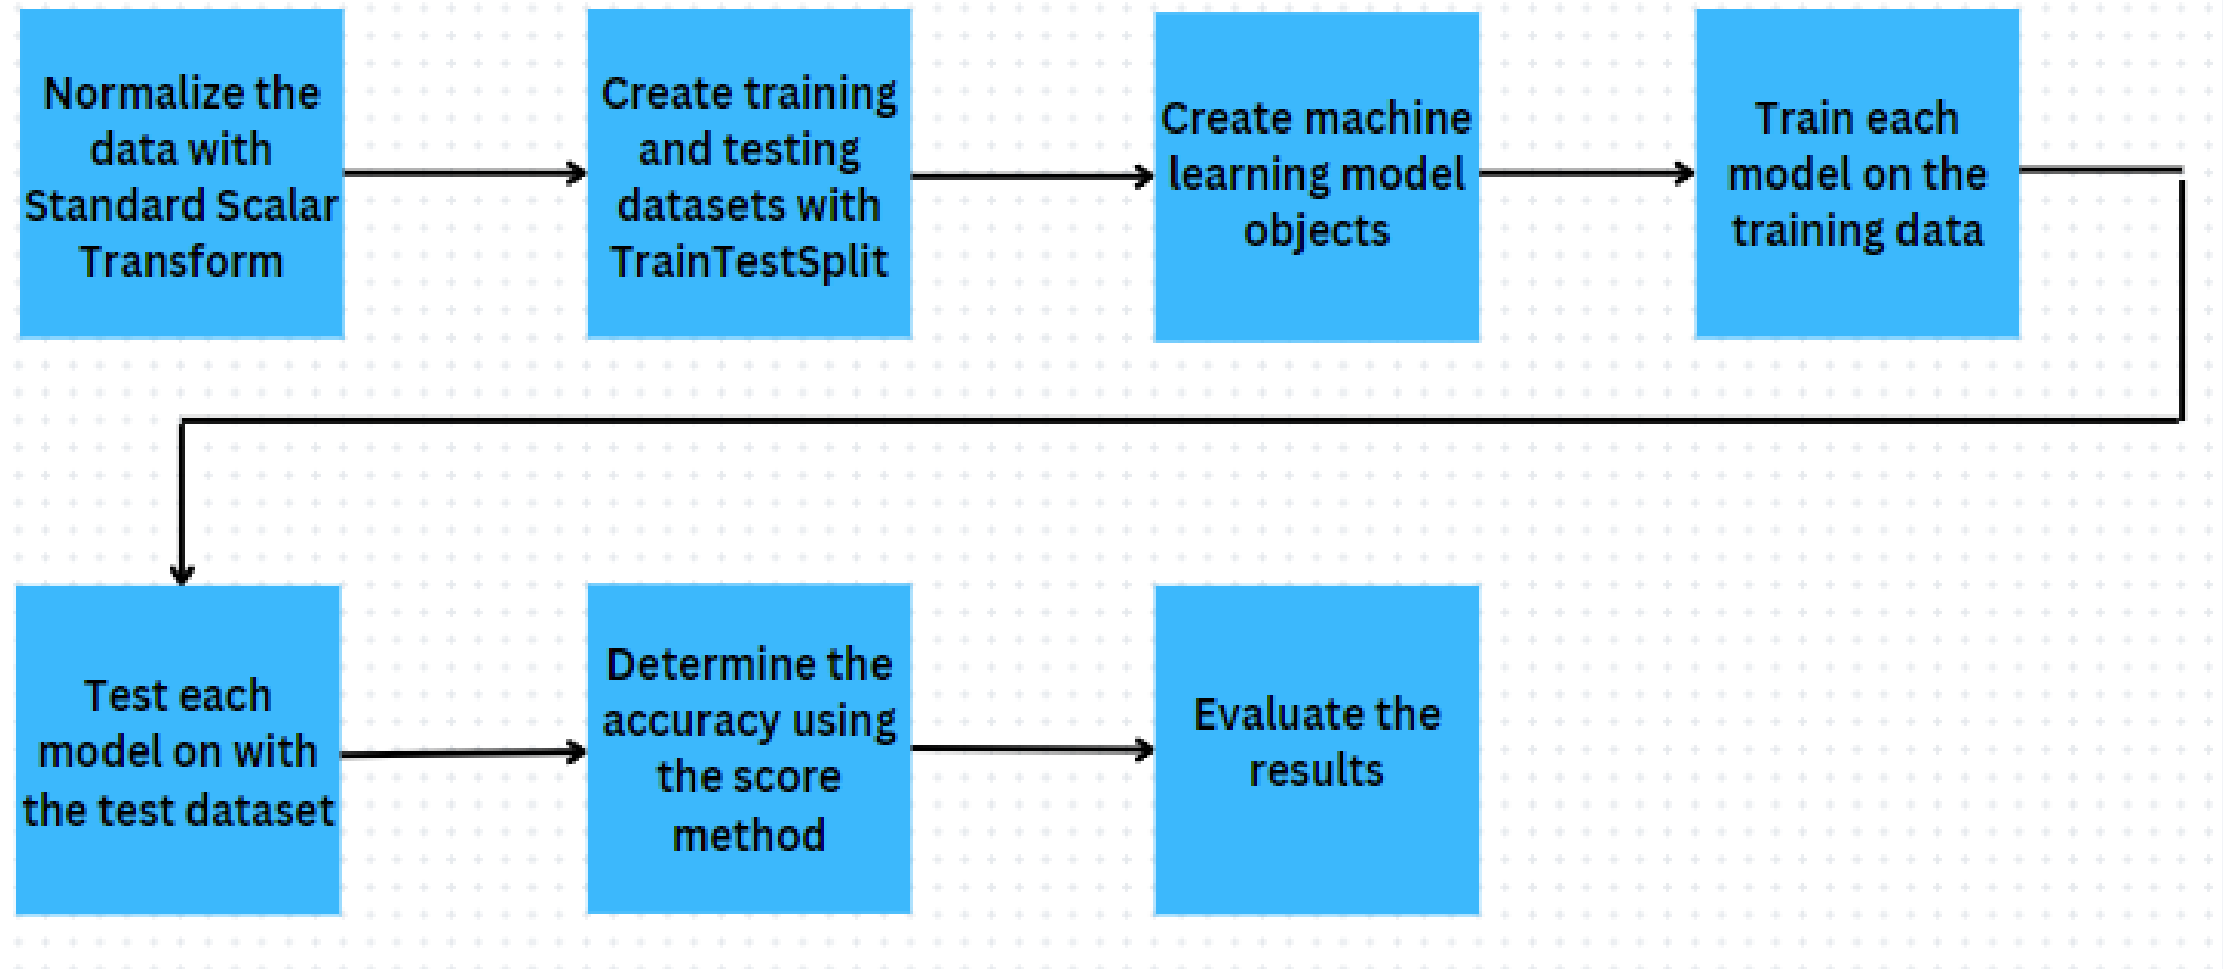 Normalize the
data with
Standard Scalar
Transform
Create training
and testing
datasets with
TrainTestSplit
Create machine
learning model
objects
Train each
model on the
training data
Test each
model on with
the test dataset
Determine the
accuracy using
the score
method
Evaluate the
results